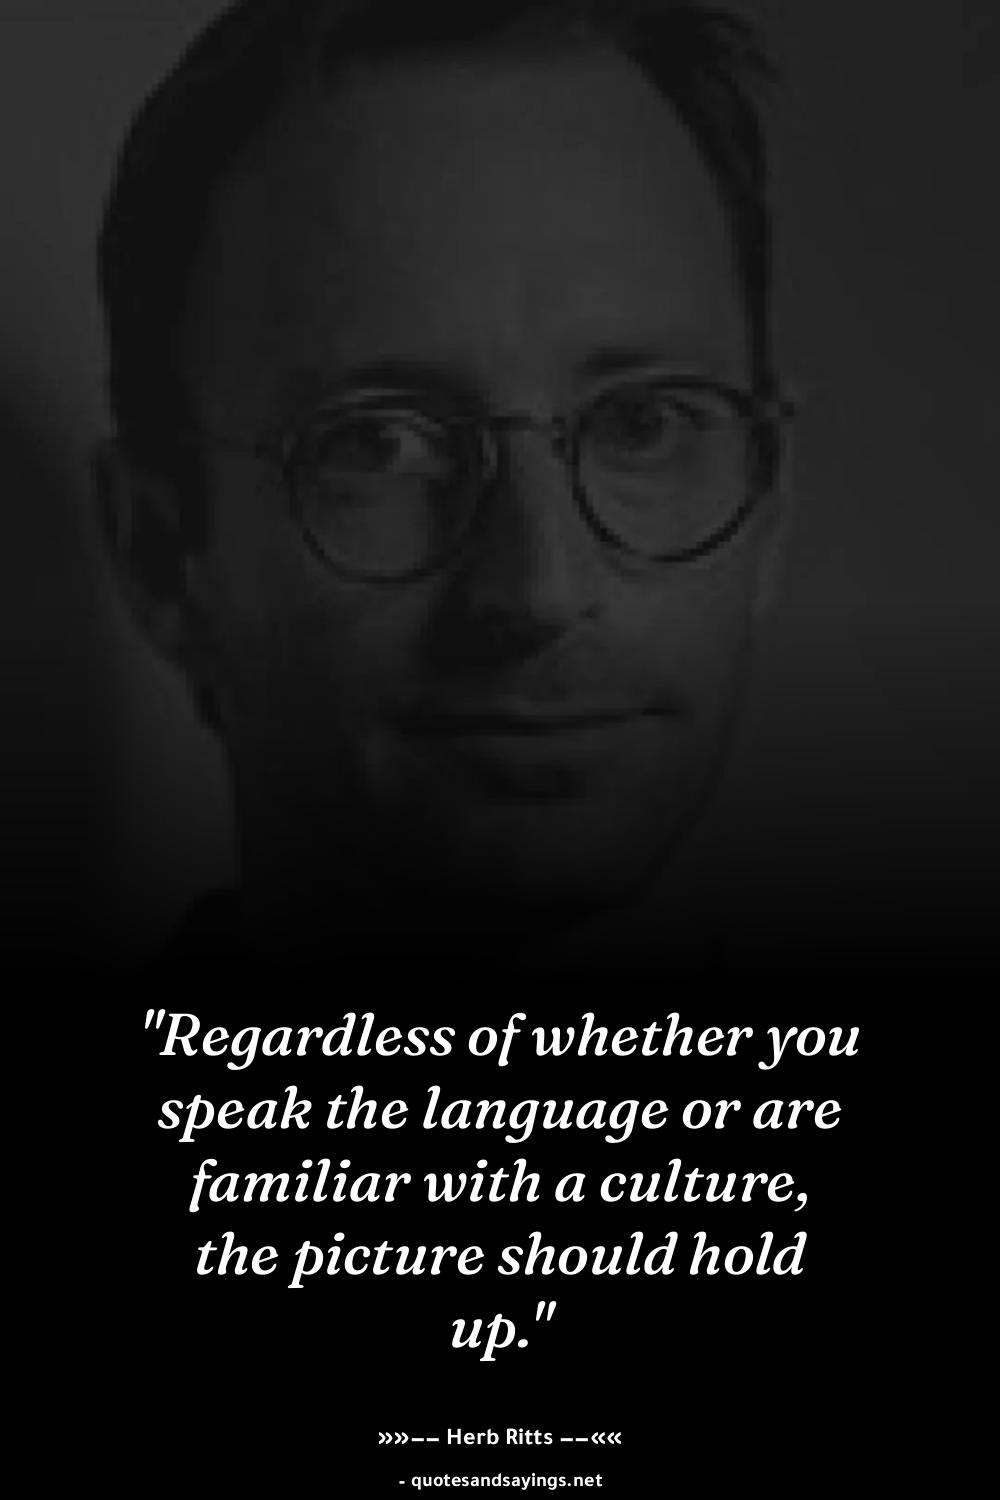 "Regardless of whether you
speak the language or are
familiar with a culture,
the picture should hold
up."
»»–– Herb Ritts ––««
- quotesandsayings.net